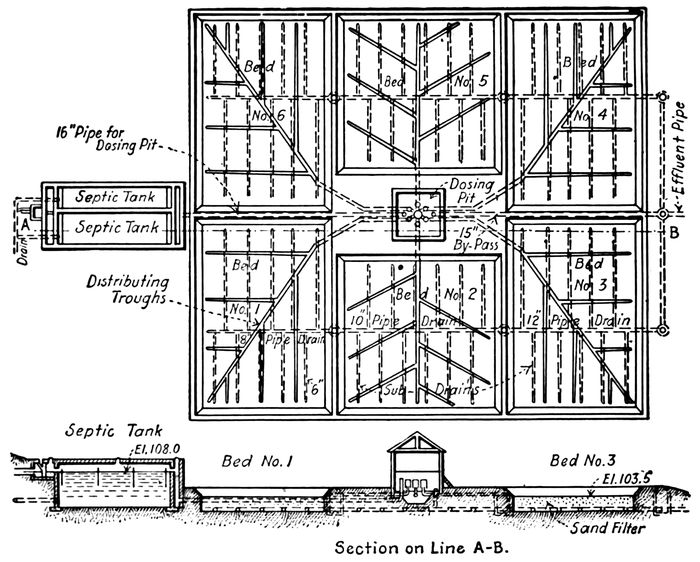 Bed
No. 6
Bed
No. 5
Bed
No. 4
16" Pipe for
Dosing Pit
Effluent Pipe
Septic Tank
Septic Tank
A
Drain
Dosing
Pit
15"
By-Pass
B
Distributing
Troughs
Bed
No. 1
8" Pipe Drain
6"
Bed
No. 2
10" Pipe Drain
Sub-Drains
Bed
No. 3
12" Pipe Drain
Septic Tank
El. 108.0
Bed No. 1
Bed No. 3
El. 103.5
Sand Filter
Section on Line A-B.